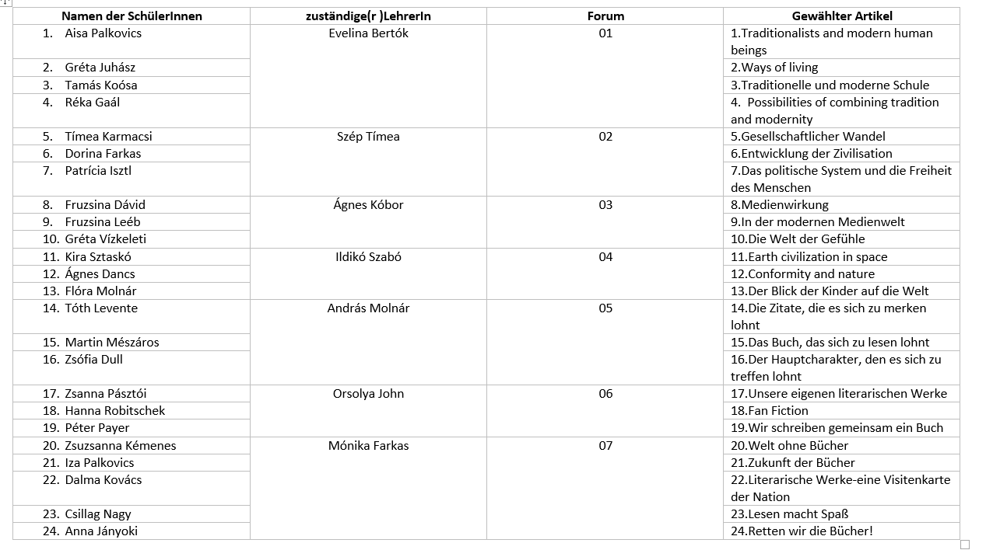 Namen der SchülerInnen zuständige(r )LehrerIn Forum Gewählter Artikel
1. Aisa Palkovics Evelina Bertók 01 1.Traditionalists and modern human
beings
2. Gréta Juhász 2.Ways of living
3. Tamás Koósa 3.Traditionelle und moderne Schule
4. Réka Gaál 4. Possibilities of combining tradition
and modernity
5. Tímea Karmacsi Szép Tímea 02 5.Gesellschaftlicher Wandel
6. Dorina Farkas 6.Entwicklung der Zivilisation
7. Patrícia Isztl 7.Das politische System und die Freiheit
des Menschen
8. Fruzsina Dávid Ágnes Kóbor 03 8.Medienwirkung
9. Fruzsina Leéb 9.In der modernen Medienwelt
10. Gréta Vízkeleti 10.Die Welt der Gefühle
11. Kira Sztaskó Ildikó Szabó 04 11.Earth civilization in space
12. Ágnes Dancs 12.Conformity and nature
13. Flóra Molnár 13.Der Blick der Kinder auf die Welt
14. Tóth Levente András Molnár 05 14.Die Zitate, die es sich zu merken
lohnt
15. Martin Mészáros 15.Das Buch, das sich zu lesen lohnt
16. Zsófia Dull 16.Der Hauptcharakter, den es sich zu
treffen lohnt
17. Zsanna Pásztói Orsolya John 06 17.Unsere eigenen literarischen Werke
18. Hanna Robitschek 18.Fan Fiction
19. Péter Payer 19.Wir schreiben gemeinsam ein Buch
20. Zsuzsanna Kémenes Mónika Farkas 07 20.Welt ohne Bücher
21. Iza Palkovics 21.Zukunft der Bücher
22. Dalma Kovács 22.Literarische Werke-eine Visitenkarte
der Nation
23. Csillag Nagy 23.Lesen macht Spaß
24. Anna Jányoki 24.Retten wir die Bücher!